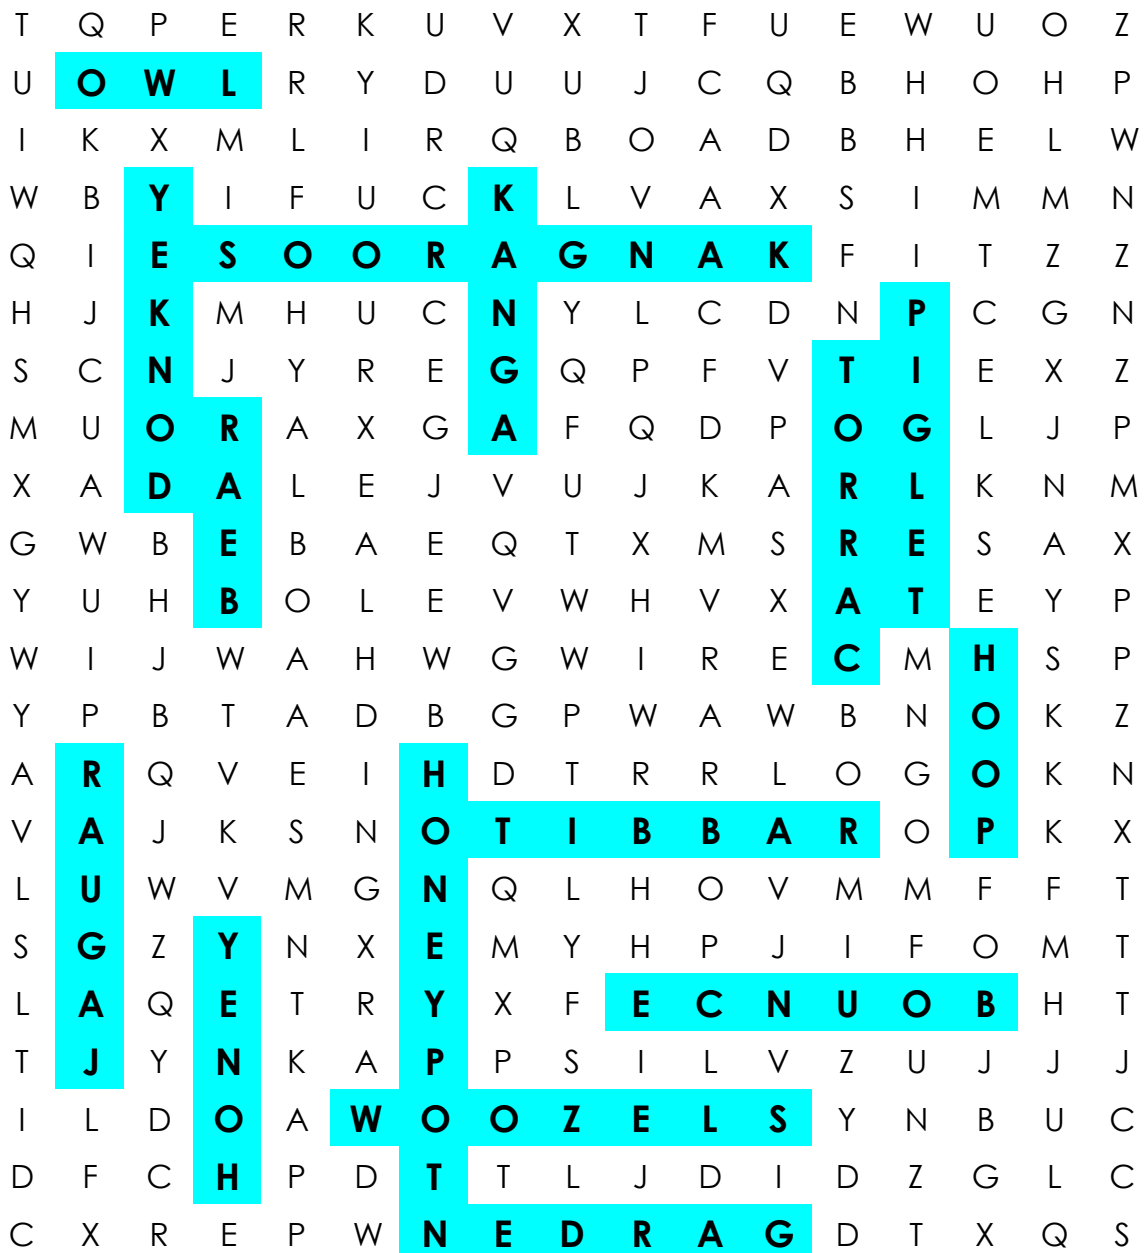 T Q P E R K U V X T F U E W U O Z
U O W L R Y D U U J C Q B H O H P
I K X M L I R Q B O A D B H E L W
W B Y I F U C K L V A X S I M M N
Q I E S O O R A G N A K F I T Z Z
H J K M H U C N Y L C D N P C G N
S C N J Y R E G Q P F V T I E X Z
M U O R A X G A F Q D P O G L J P
X A D A L E J V U J K A R L K N M
G W B E B A E Q T X M S R E S A X
Y U H B O L E V W H V X A T E Y P
W I J W A H W G W I R E C M H S P
Y P B T A D B G P W A W B N O K Z
A R Q V E I H D T R R L O G O K N
V A J K S N O T I B B A R O P K X
L U W V M G N Q L H O V M M F F T
S G Z Y N X E M Y H P J I F O M T
L A Q E T R Y X F E C N U O B H T
T J Y N K A P P S I L V Z U J J J
I L D O A W O O Z E L S Y N B U C
D F C H P D T T L J D I D Z G L C
C X R E P W N E D R A G D T X Q S